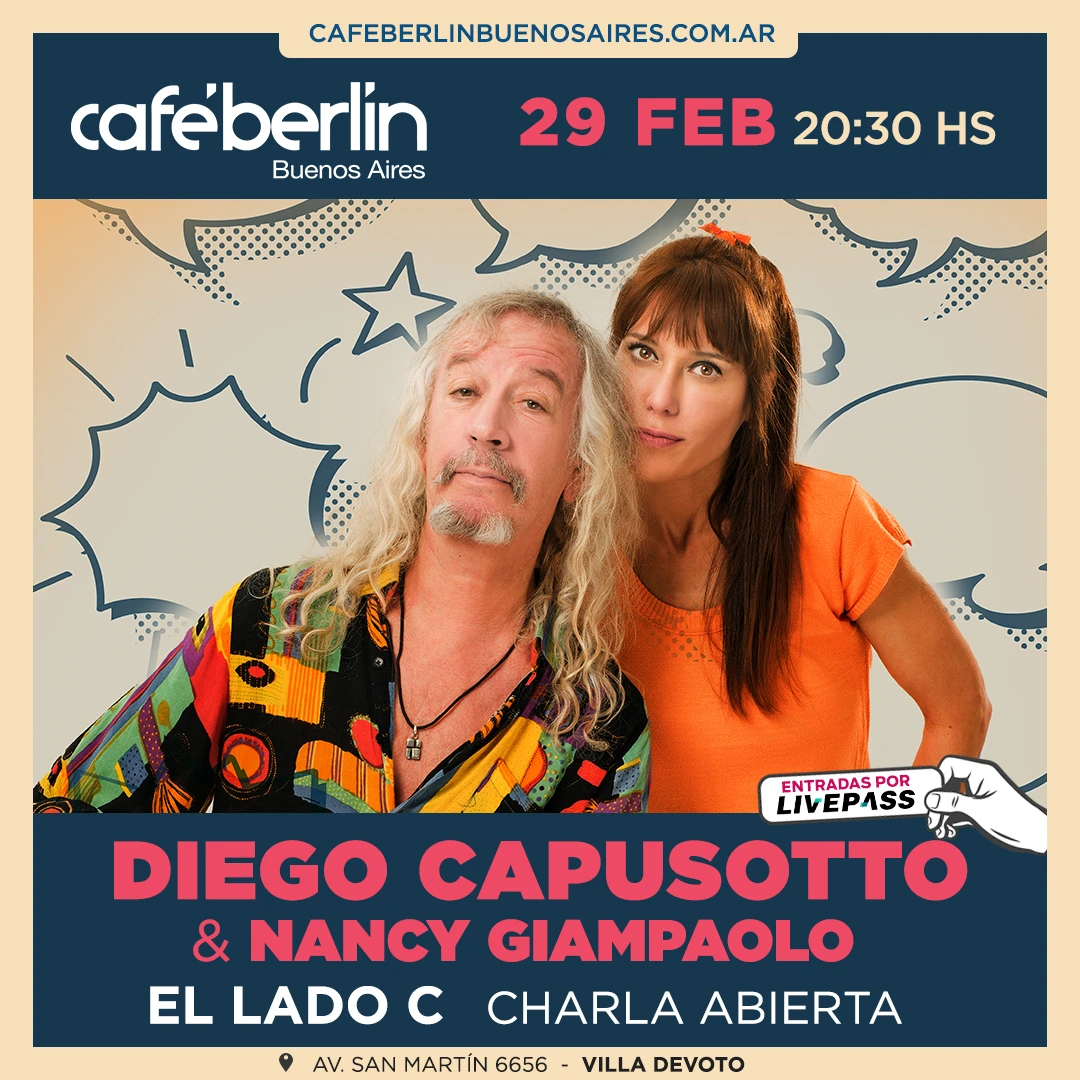 CAFEBERLINBUENOSAIRES.COM.AR
café berlín
Buenos Aires
29 FEB 20:30 HS
ENTRADAS POR
LIVEPASS
DIEGO CAPUSOTTO
& NANCY GIAMPAOLO
EL LADO C CHARLA ABIERTA
AV. SAN MARTÍN 6656 - VILLA DEVOTO